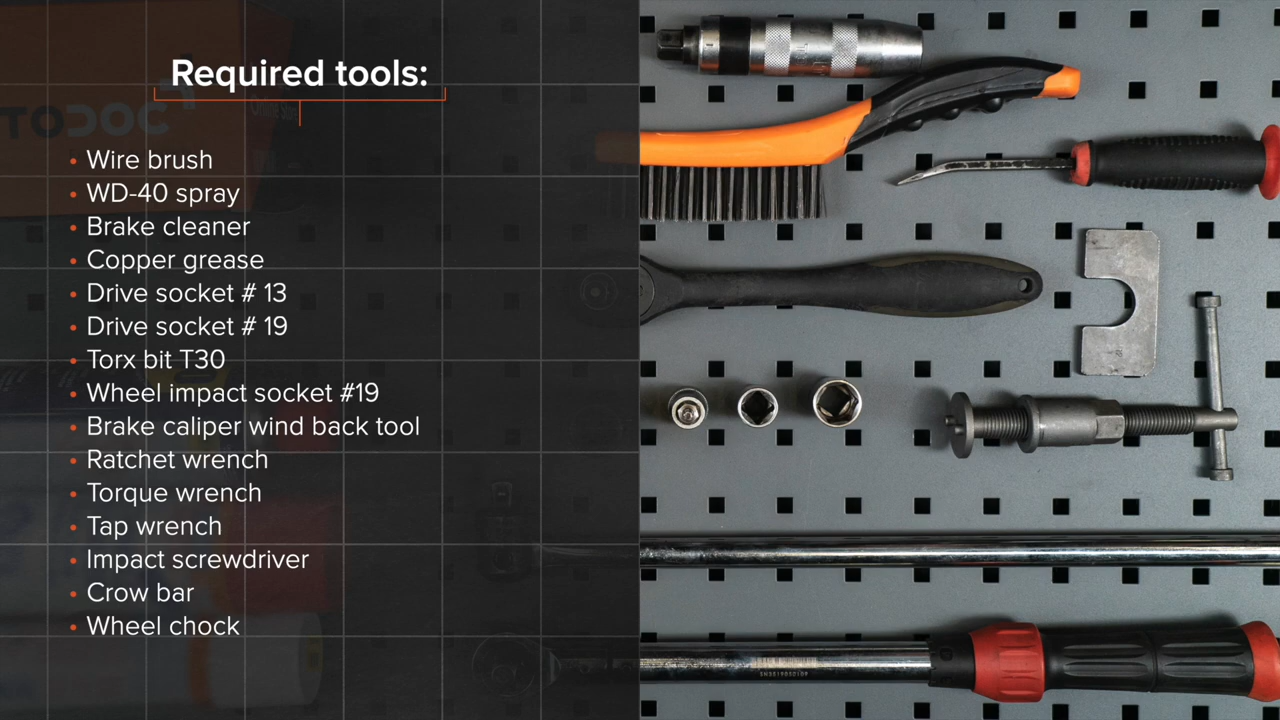 Required tools:
TODOC
• Wire brush
• WD-40 spray
• Brake cleaner
• Copper grease
• Drive socket # 13
• Drive socket # 19
• Torx bit T30
• Wheel impact socket #19
• Brake caliper wind back tool
• Ratchet wrench
• Torque wrench
• Tap wrench
• Impact screwdriver
• Crow bar
• Wheel chock